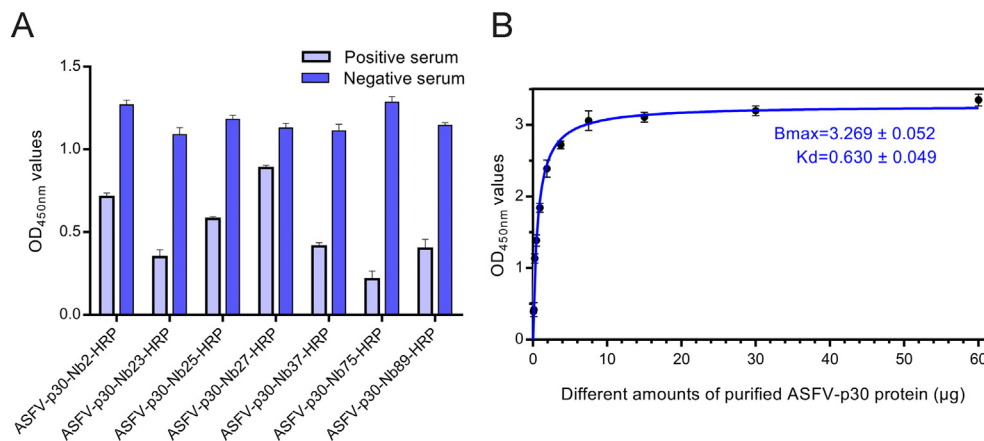 A
Positive serum
Negative serum
1.5
1.0
0.5
0.0
OD450nm values
ASFV-p30-Nb2-HRP
ASFV-p30-Nb23-HRP
ASFV-p30-Nb25-HRP
ASFV-p30-Nb27-HRP
ASFV-p30-Nb37-HRP
ASFV-p30-Nb75-HRP
ASFV-p30-Nb89-HRP
B
3
2
1
0
OD450nm values
Bmax=3.269 ± 0.052
Kd=0.630 ± 0.049
0 10 20 30 40 50 60
Different amounts of purified ASFV-p30 protein (μg)